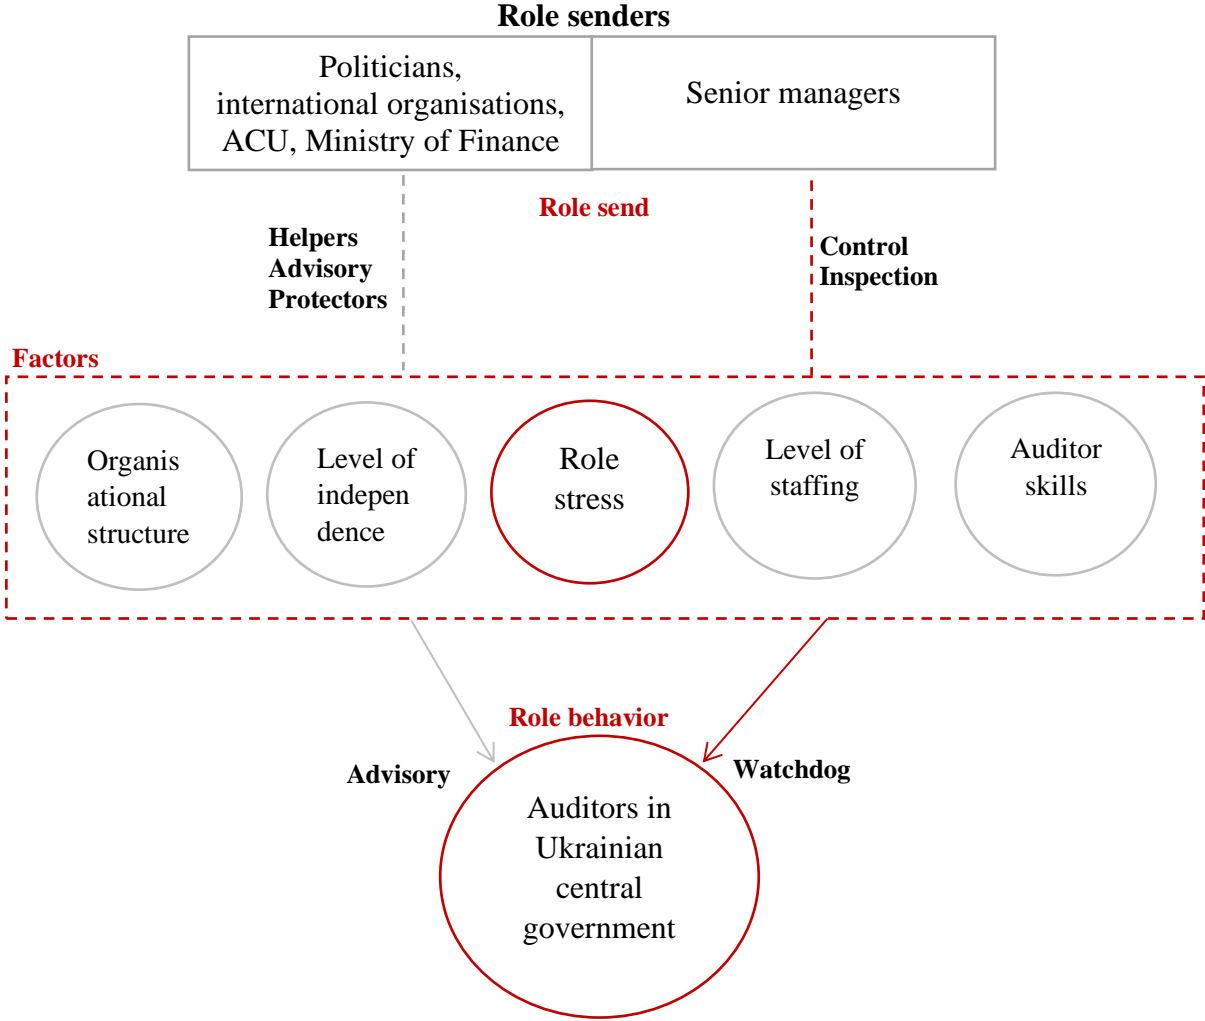 Role senders
Politicians,
international organisations,
ACU, Ministry of Finance
Senior managers
Role send
Helpers
Advisory
Protectors
Control
Inspection
Factors
Organis
ational
structure
Level of
indepen
dence
Role
stress
Level of
staffing
Auditor
skills
Role behavior
Advisory
Watchdog
Auditors in
Ukrainian
central
government